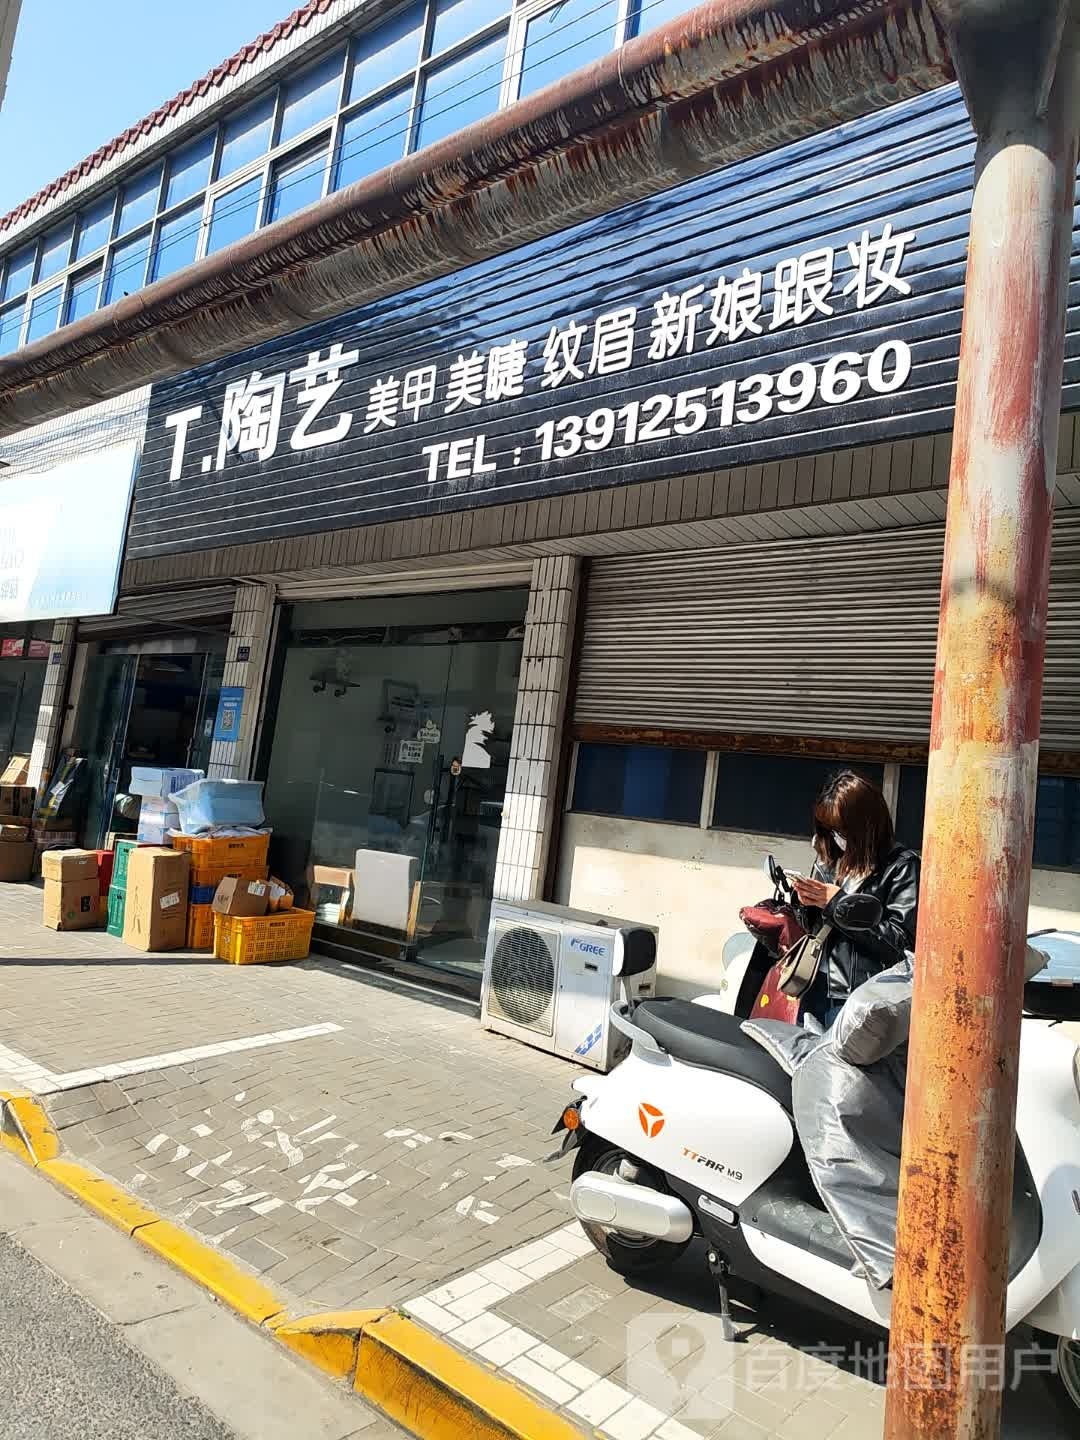 T.陶艺 美甲 美睫 纹眉 新娘跟妆
TEL：13912513960
GREE
TTFAR M9
百度地图用户